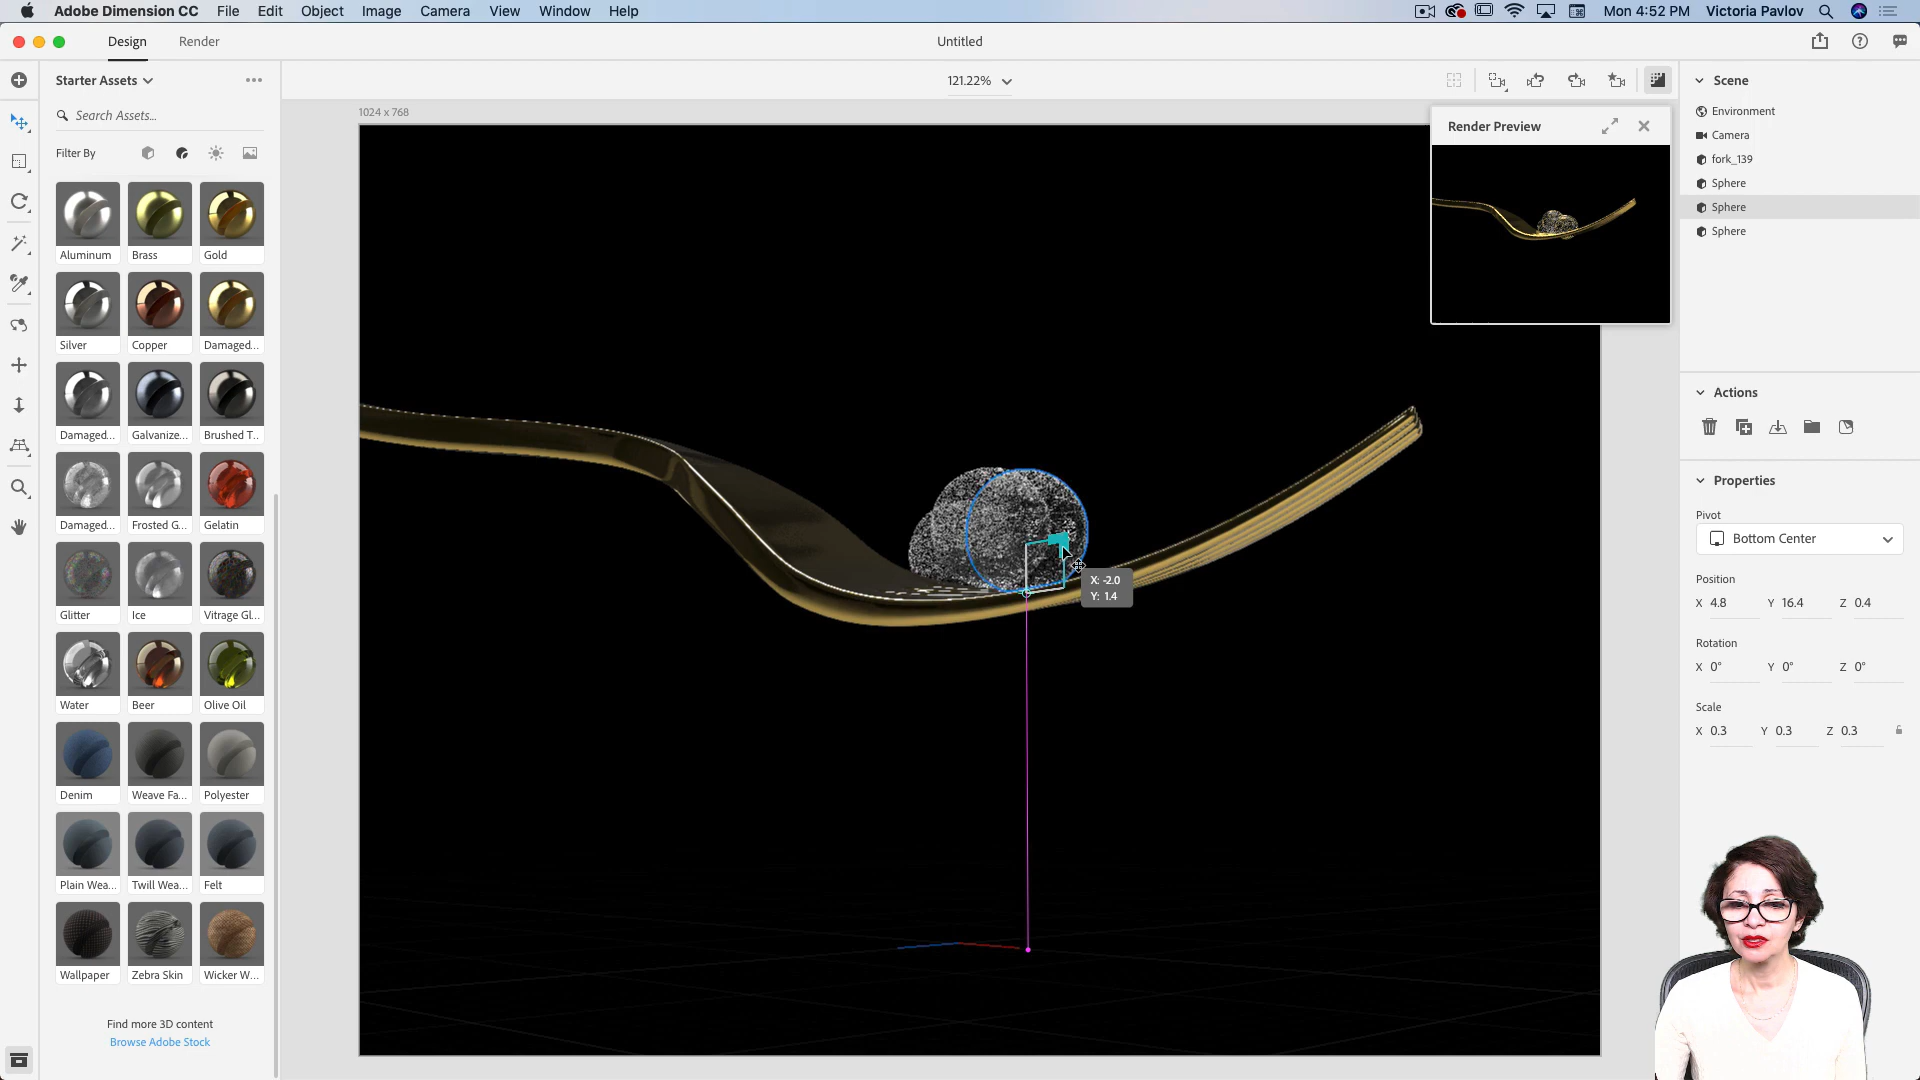 Adobe Dimension CC File Edit Object Image Camera View Window Help Mon 4:52 PM Victoria Pavlov
Design Render Untitled
Starter Assets 121.22%
Search Assets...
Filter By
Aluminum Brass Gold
Silver Copper Damaged...
Damaged... Galvanize... Brushed T...
Damaged... Frosted G... Gelatin
Glitter Ice Vitrage Gl...
Water Beer Olive Oil
Denim Weave Fa... Polyester
Plain Wea... Twill Wea... Felt
Wallpaper Zebra Skin Wicker W...
Find more 3D content
Browse Adobe Stock
1024 x 768
X: -2.0
Y: 1.4
Render Preview
Scene
Environment
Camera
fork_139
Sphere
Sphere
Sphere
Actions
Properties
Pivot
Bottom Center
Position
X 4.8 Y 16.4 Z 0.4
Rotation
X 0° Y 0° Z 0°
Scale
X 0.3 Y 0.3 Z 0.3